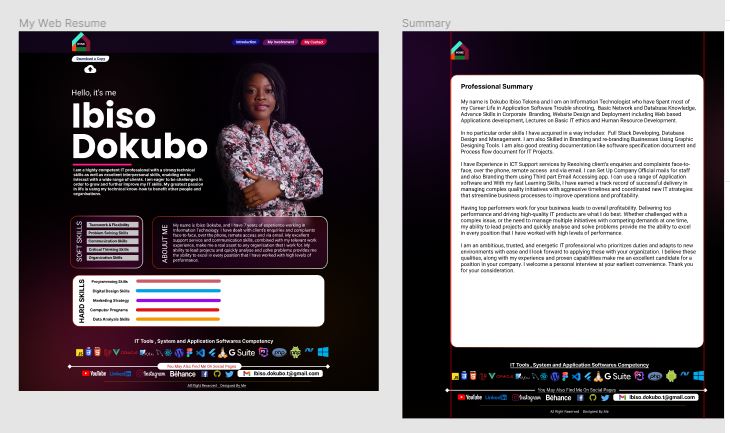 My Web Resume
Summary
HOME
Introduction
My Involvement
My Contact
Download a Copy
Hello, it's me
Ibiso
Dokubo
I am a highly competent IT professional with a strong technical
skills as well as excellent interpersonal skills, enabling me to
interact with a wide range of clients. I am eager to be challenged in
order to grow and further improve my IT skills. My greatest passion
in life is using my technical know-how to benefit other people and
organisations.
SOFT SKILLS
Teamwork & Flexibility
Problem Solving Skills
Communication Skills
Critical Thinking Skills
Organization Skills
ABOUT ME
My name is Ibiso Dokubo, and I have 7 years of experience working in
Information Technology. I have dealt with client's enquiries and complaints
face-to-face, over the phone, remote access and via email. My excellent
support service and communication skills, combined with my relevant work
experience, make me a real asset to any organisation that I work for. My
ability to lead projects and quickly analyse and solve problems provides me
the ability to excel in every position that I have worked with high levels of
performance.
HARD SKILLS
Programming Skills
Digital Design Skills
Marketing Strategy
Computer Programs
Data Analysis Skills
IT Tools , System and Application Softwares Competency
ORACLE
G Suite
php
You May Also Find Me On Social Pages
YouTube
LinkedIn
Instagram
Bēhance
ibiso.dokubo.t@gmail.com
All Right Reserved . Designed By Me
HOME
Professional Summary
My name is Dokubo Ibiso Tekena and I am an Information Technologist who have Spent most of
my Career Life in Application Software Trouble shooting, Basic Network and Database Knowledge,
Advance Skills in Corporate Branding, Website Design and Deployment including Web based
Applications development, Lectures on Basic IT ethics and Human Resource Development.
In no particular order skills I have acquired in a way includes: Full Stack Developing, Database
Design and Management. I am also Skilled in Branding and re-branding Businesses Using Graphic
Designing Tools. I am also good creating documentation like software specification document and
Process flow document for IT Projects.
I have Experience in ICT Support services by Resolving client's enquiries and complaints face-to-
face, over the phone, remote access and via email. I can Set Up Company Official mails for staff
and also Branding them using Third part Email Accessing app. I can use a range of Application
software and With my fast Learning Skills, I have earned a track record of successful delivery in
managing complex quality initiatives with aggressive timelines and coordinated new IT strategies
that streamline business processes to improve operations and profitability.
Having top performers work for your business leads to overall profitability. Delivering top
performance and driving high-quality IT products are what I do best. Whether challenged with a
complex issue, or the need to manage multiple initiatives with competing demands at one time,
my ability to lead projects and quickly analyse and solve problems provide me the ability to excel
in every position that I have worked with high levels of performance.
I am an ambitious, trusted, and energetic IT professional who prioritizes duties and adapts to new
environments with ease and I look forward to applying these with your organization. I believe these
qualities, along with my experience and proven capabilities make me an excellent candidate for a
position in your company. I welcome a personal interview at your earliest convenience. Thank you
for your consideration.
IT Tools , System and Application Softwares Competency
ORACLE
G Suite
php
You May Also Find Me On Social Pages
YouTube
LinkedIn
Instagram
Bēhance
ibiso.dokubo.t@gmail.com
All Right Reserved . Designed By Me